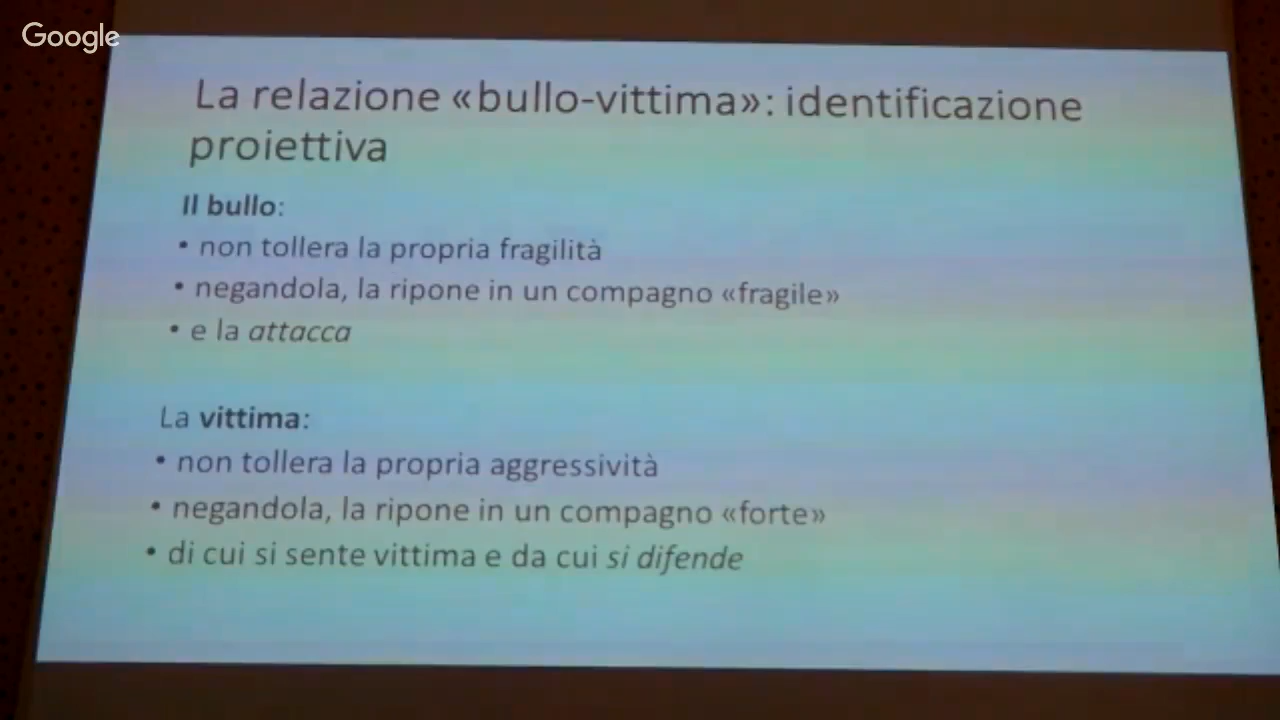 Google
La relazione «bullo-vittima»: identificazione
proiettiva
Il bullo:
• non tollera la propria fragilità
• negandola, la ripone in un compagno «fragile»
• e la attacca
La vittima:
• non tollera la propria aggressività
• negandola, la ripone in un compagno «forte»
• di cui si sente vittima e da cui si difende